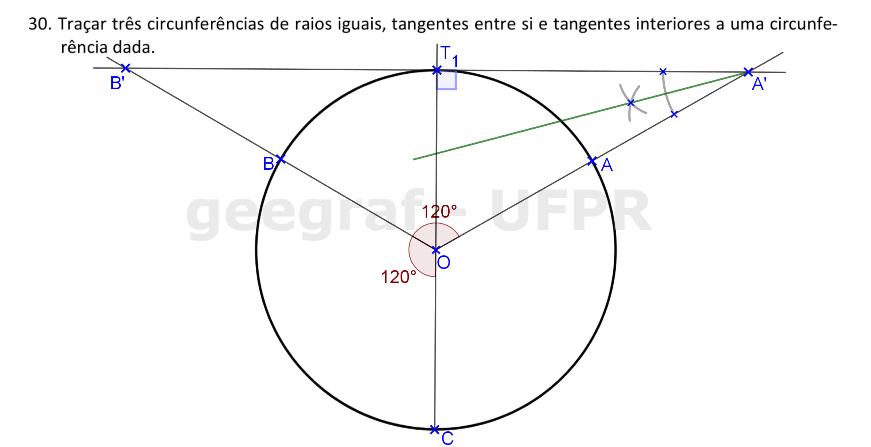 30. Traçar três circunferências de raios iguais, tangentes entre si e tangentes interiores a uma circunfe-
rência dada.
T1
B'
A'
B
A
geegraf - UFPR
120°
O
120°
C